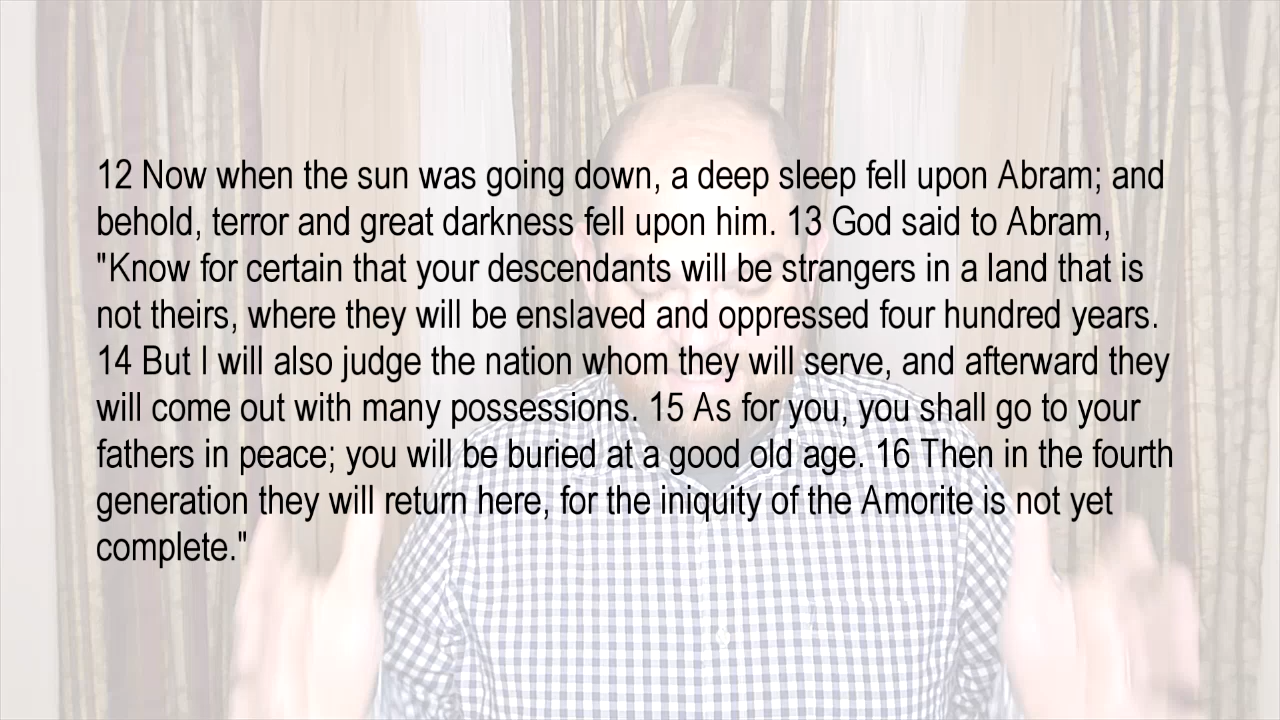 12 Now when the sun was going down, a deep sleep fell upon Abram; and
behold, terror and great darkness fell upon him. 13 God said to Abram,
"Know for certain that your descendants will be strangers in a land that is
not theirs, where they will be enslaved and oppressed four hundred years.
14 But I will also judge the nation whom they will serve, and afterward they
will come out with many possessions. 15 As for you, you shall go to your
fathers in peace; you will be buried at a good old age. 16 Then in the fourth
generation they will return here, for the iniquity of the Amorite is not yet
complete."